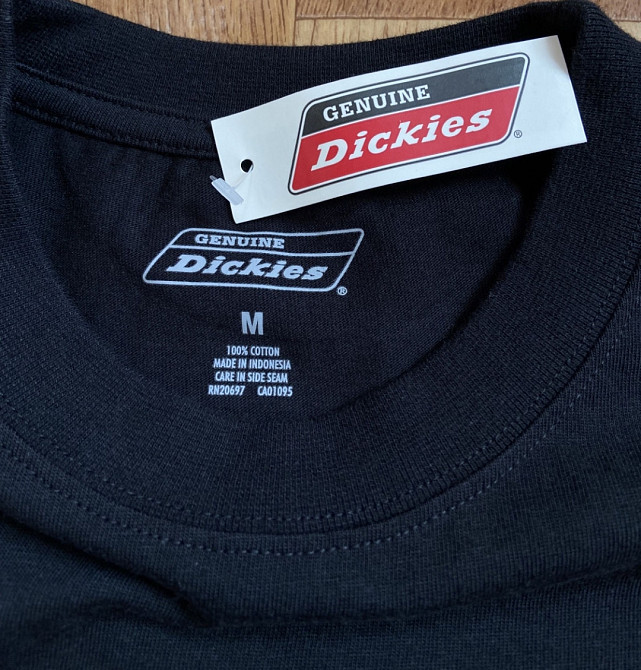 GENUINE
Dickies®
GENUINE
Dickies®
M
100% COTTON
MADE IN INDONESIA
CARE IN SIDE SEAM
RN20697 CA01095